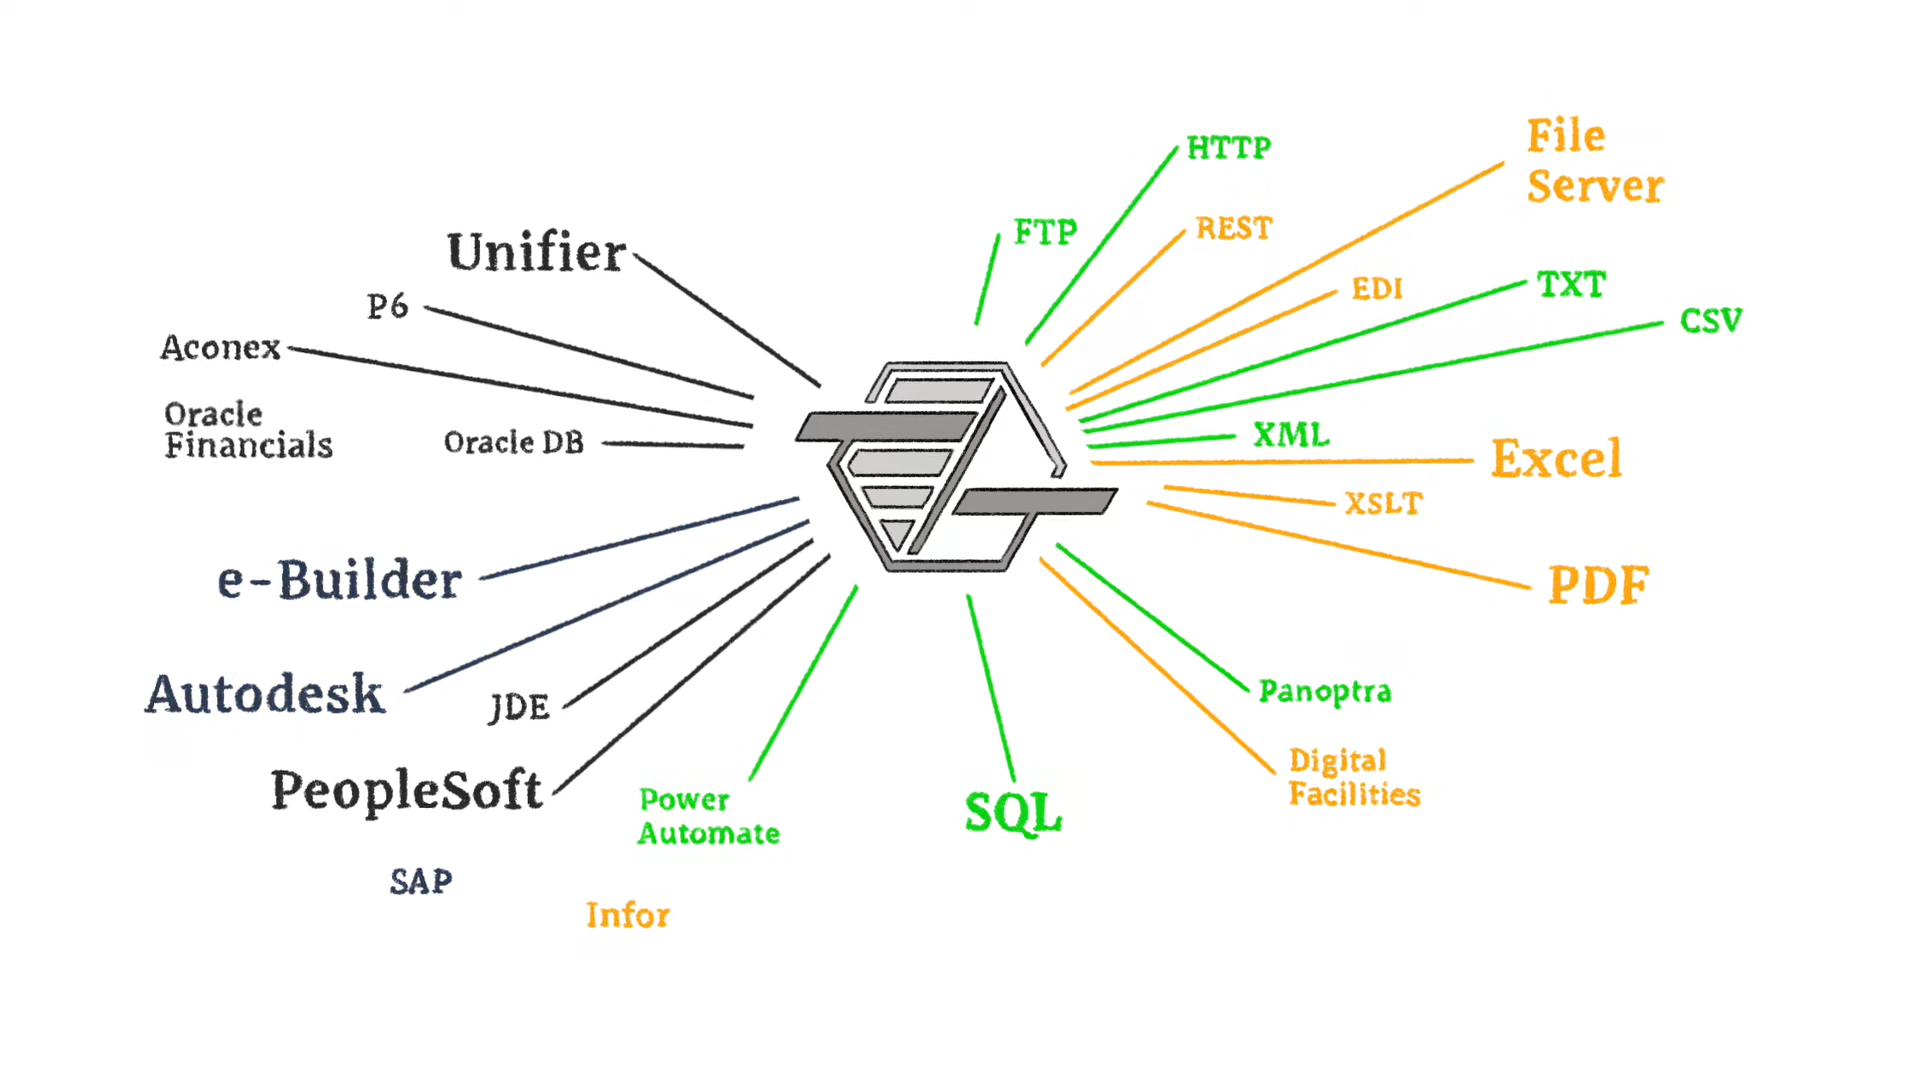 HTTP
File
Server
FTP
REST
Unifier
EDI
TXT
P6
CSV
Aconex
Oracle
Financials
Oracle DB
XML
Excel
XSLT
e-Builder
PDF
Autodesk
JDE
Panoptra
PeopleSoft
Power
Automate
SQL
Digital
Facilities
SAP
Infor